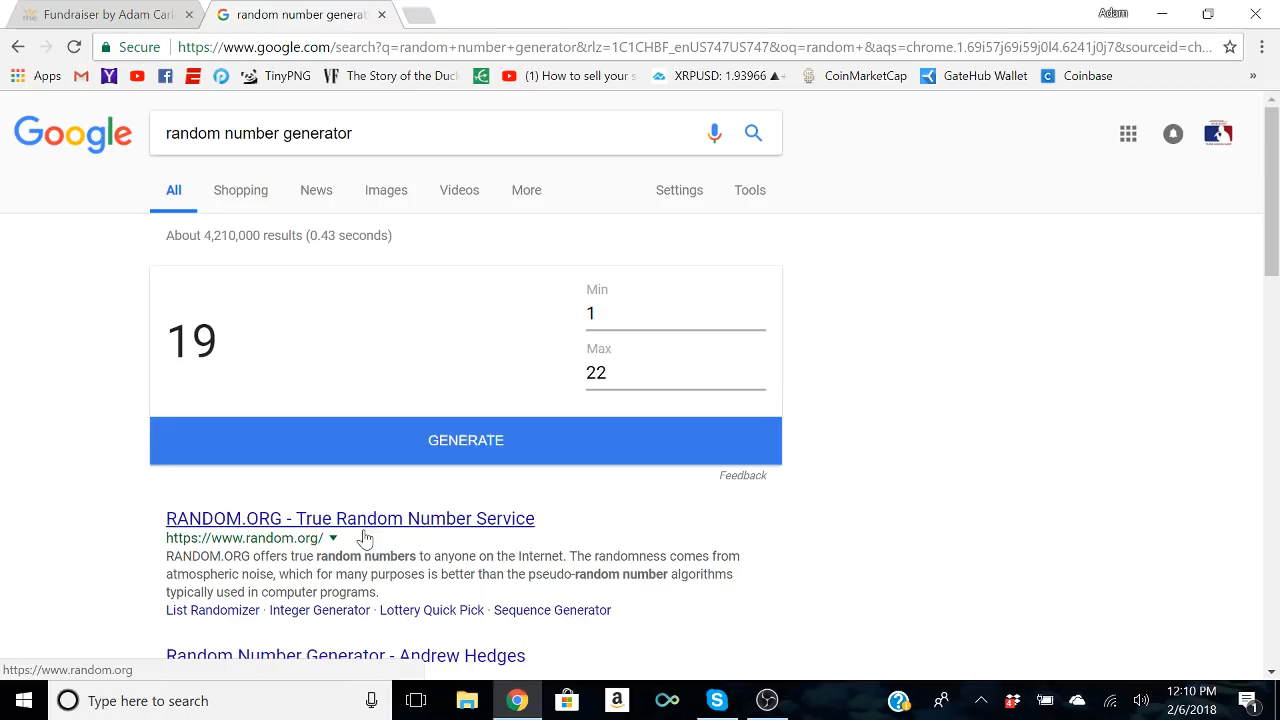 Fundraiser by Adam Carl
random number generat
Adam
Secure
https://www.google.com/search?q=random+number+generator&rlz=1C1CHBF_enUS747US747&oq=random+&aqs=chrome.1.69i57j69i59j0l4.6241j0j7&sourceid=ch...
Apps
TinyPNG
VF The Story of the Duc
(1) How to sell your s
XRPUSD: 1.93966 ▲+
CoinMarketCap
GateHub Wallet
Coinbase
»
Google
random number generator
All
Shopping
News
Images
Videos
More
Settings
Tools
About 4,210,000 results (0.43 seconds)
19
Min
1
Max
22
GENERATE
Feedback
RANDOM.ORG - True Random Number Service
https://www.random.org/
RANDOM.ORG offers true random numbers to anyone on the Internet. The randomness comes from
atmospheric noise, which for many purposes is better than the pseudo-random number algorithms
typically used in computer programs.
List Randomizer · Integer Generator · Lottery Quick Pick · Sequence Generator
Random Number Generator - Andrew Hedges
https://www.random.org
Type here to search
12:10 PM
2/6/2018